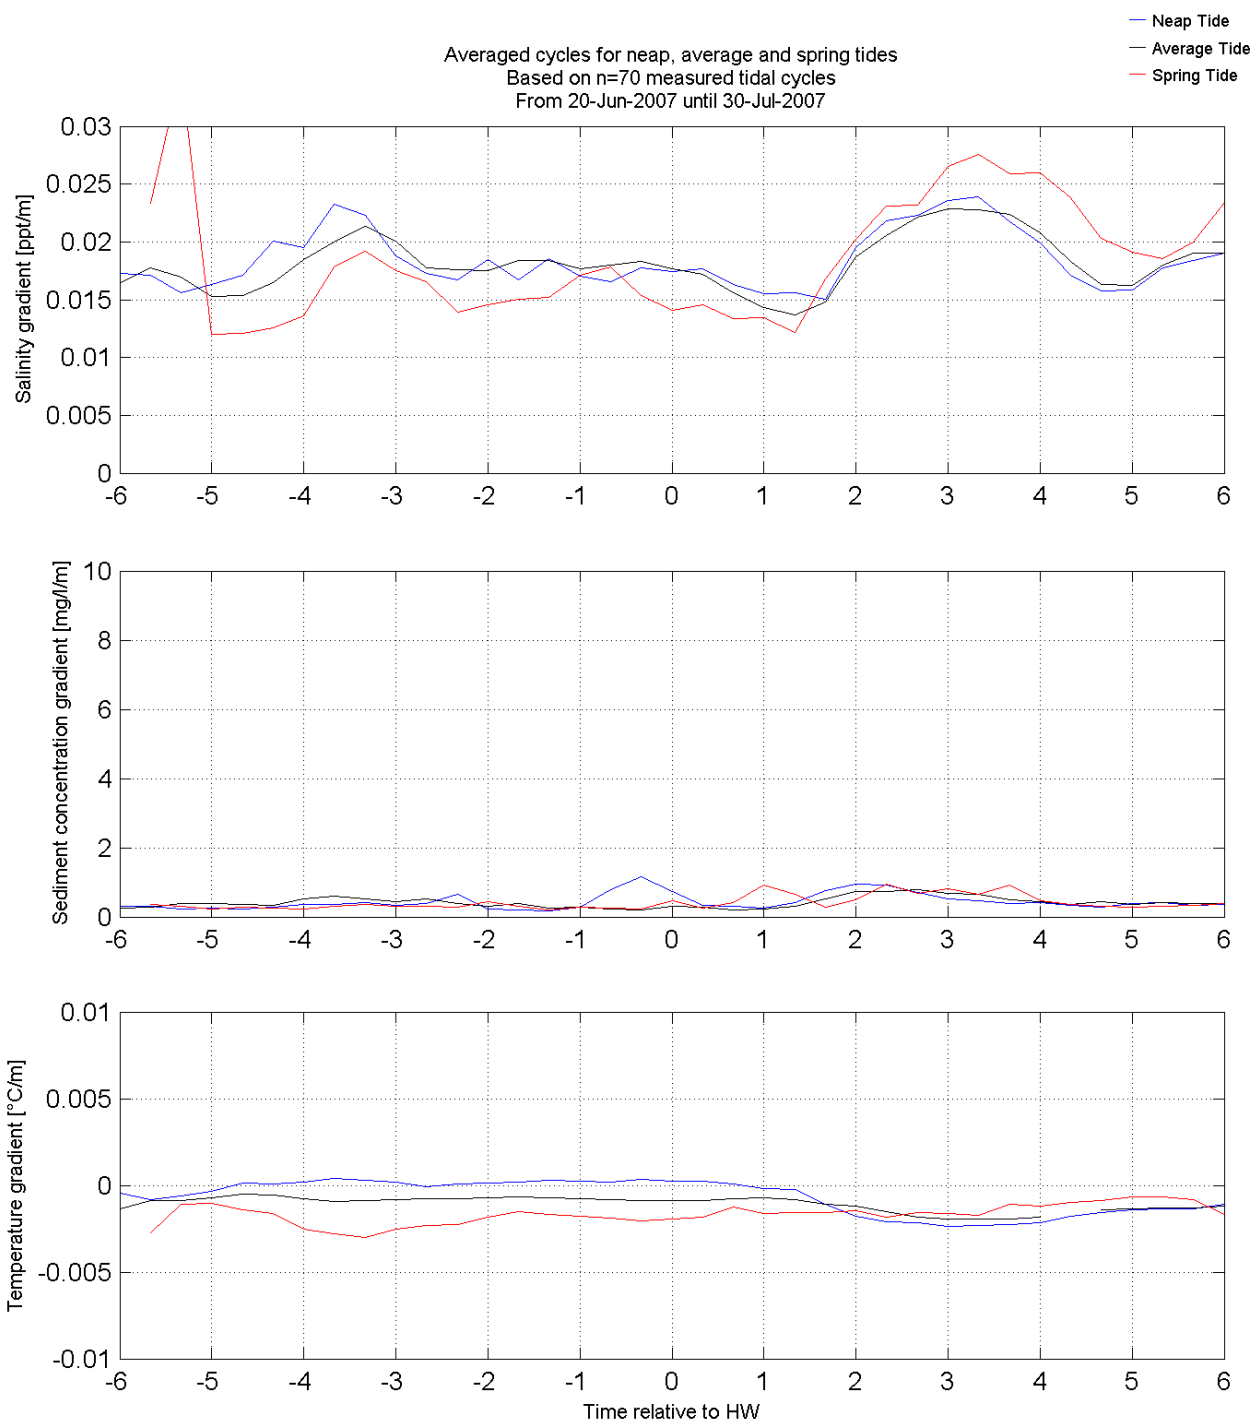 Neap Tide
Average Tide
Spring Tide
Averaged cycles for neap, average and spring tides
Based on n=70 measured tidal cycles
From 20-Jun-2007 until 30-Jul-2007
Salinity gradient [ppt/m]
0.03
0.025
0.02
0.015
0.01
0.005
0
-6 -5 -4 -3 -2 -1 0 1 2 3 4 5 6
Sediment concentration gradient [mg/l/m]
10
8
6
4
2
0
-6 -5 -4 -3 -2 -1 0 1 2 3 4 5 6
Temperature gradient [°C/m]
0.01
0.005
0
-0.005
-0.01
-6 -5 -4 -3 -2 -1 0 1 2 3 4 5 6
Time relative to HW